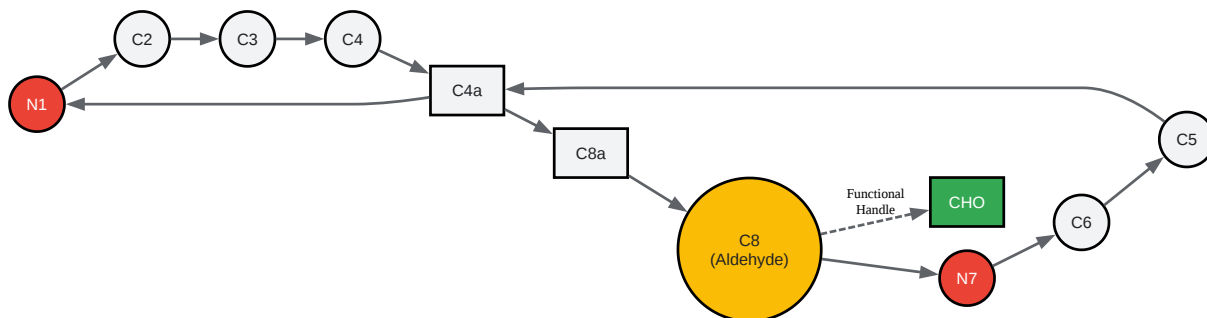 C2
C3
C4
N1
C4a
C5
C8a
Functional
Handle
CHO
C6
C8
(Aldehyde)
N7